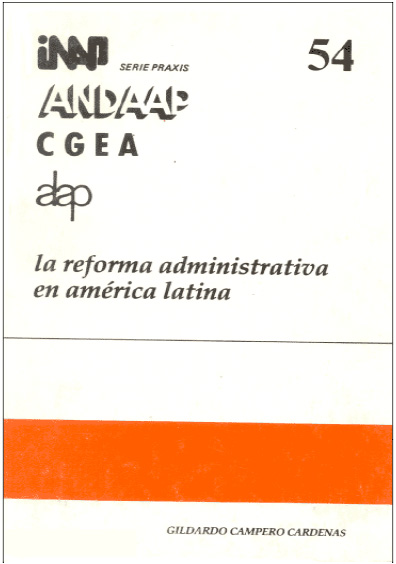 inap SERIE PRAXIS 54
ANDAAP
CGEA
alap
la reforma administrativa
en américa latina
GILDARDO CAMPERO CARDENAS